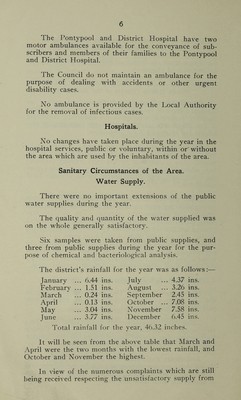 6
The Pontypool and District Hospital have two
motor ambulances available for the conveyance of sub-
scribers and members of their families to the Pontypool
and District Hospital.
The Council do not maintain an ambulance for the
purpose of dealing with accidents or other urgent
disability cases.
No ambulance is provided by the Local Authority
for the removal of infectious cases.
Hospitals.
No changes have taken place during the year in the
hospital services, public or voluntary, within or without
the area which are used by the inhabitants of the area.
Sanitary Circumstances of the Area.
Water Supply.
There were no important extensions of the public
water supplies during the year.
The quality and quantity of the water supplied was
on the whole generally satisfactory.
Six samples were taken from public supplies, and
three from public supplies during the year for the pur-
pose of chemical and bacteriological analysis.
The district's rainfall for the year was as follows:—
January ... 6.44 ins. July ... 4.37 ins.
February ... 1.51 ins. August ... 3.26 ins.
March ... 0.24 ins. September 2.45 ins.
April ... 0.13 ins. October ... 7.08 ins.
May ... 3.04 ins. November 7.58 ins.
June ... 3.77 ins. December 6.45 ins.
Total rainfall for the year, 46.32 inches.
It will be seen from the above table that March and
April were the two months with the lowest rainfall, and
October and November the highest.
In view of the numerous complaints which are still
being received respecting the unsatisfactory supply from